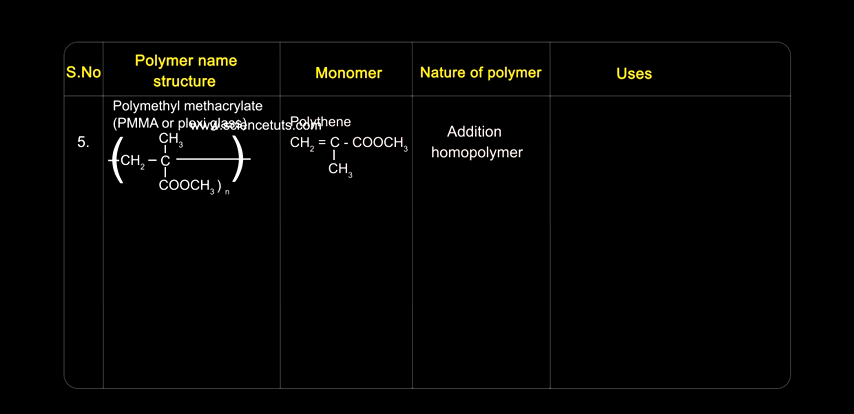 S.No
Polymer name
structure
Monomer
Nature of polymer
Uses
5.
Polymethyl methacrylate
(PMMA or plexi glass)
www.sciencetuts.com
CH₃
(CH₂ – C )
COOCH₃ ) ₙ
Polythene
CH₂ = C - COOCH₃
CH₃
Addition
homopolymer